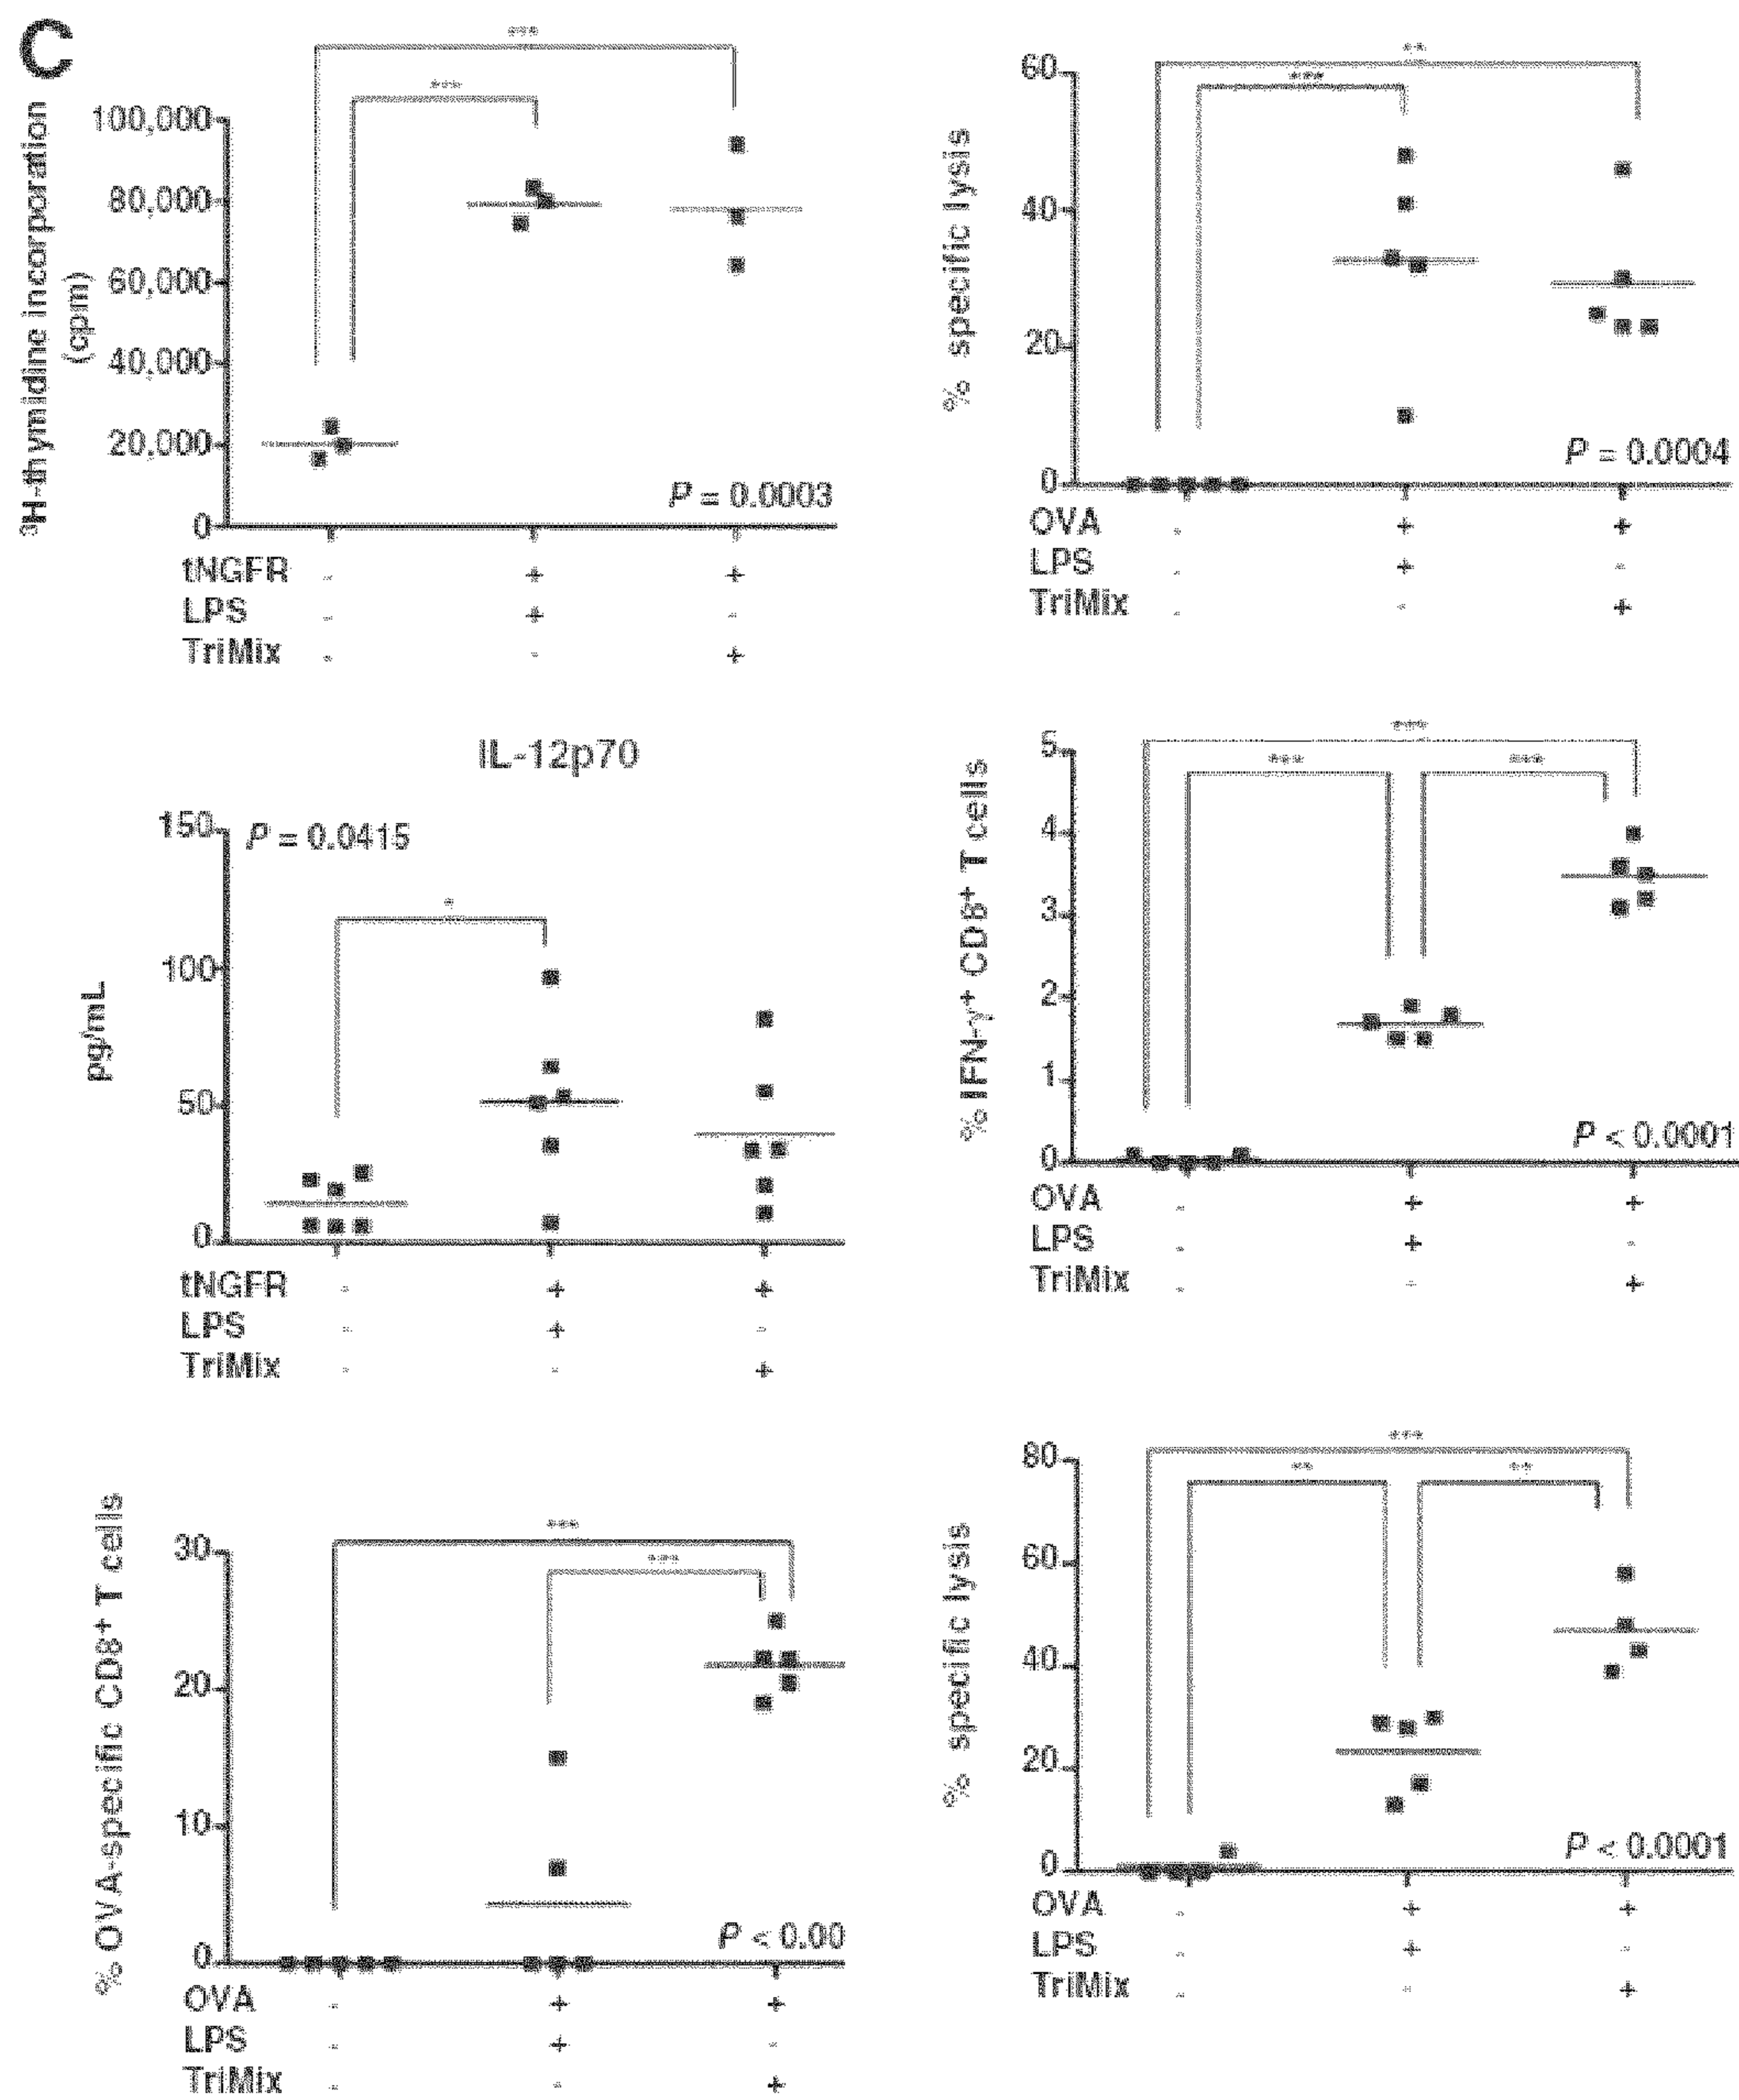 C
***
***
³H-thymidine incorporation
(cpm)
100,000
80,000
60,000
40,000
20,000
0
P = 0.0003
tNGFR - + +
LPS - + -
TriMix - - +
**
***
% specific lysis
60
40
20
0
P = 0.0004
OVA - + +
LPS - + -
TriMix - - +
IL-12p70
P = 0.0415
*
pg/mL
150
100
50
0
tNGFR - + +
LPS - + -
TriMix - - +
***
*** ***
% IFN-γ+ CD8+ T cells
5
4
3
2
1
0
P < 0.0001
OVA - + +
LPS - + -
TriMix - - +
***
***
% OVA-specific CD8+ T cells
30
20
10
0
P < 0.00
OVA - + +
LPS - + -
TriMix - - +
***
** **
% specific lysis
80
60
40
20
0
P < 0.0001
OVA - + +
LPS - + -
TriMix - - +